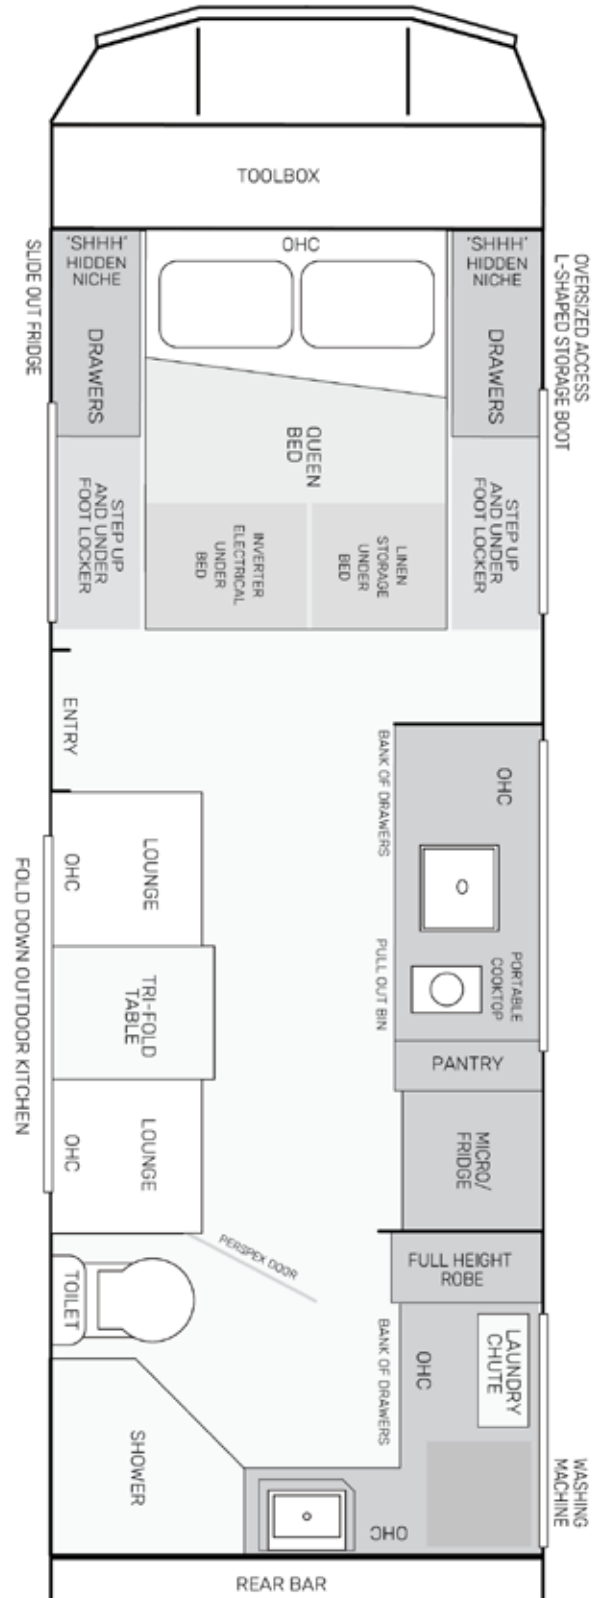 TOOLBOX
'SHHH'
HIDDEN
NICHE
OHC
'SHHH'
HIDDEN
NICHE
SLIDE OUT FRIDGE
OVERSIZED ACCESS
L-SHAPED STORAGE BOOT
DRAWERS
DRAWERS
QUEEN
BED
STEP UP
AND UNDER
FOOT LOCKER
INVERTER
ELECTRICAL
UNDER
BED
LINEN
STORAGE
UNDER
BED
STEP UP
AND UNDER
FOOT LOCKER
ENTRY
BANK OF DRAWERS
OHC
OHC
LOUNGE
FOLD DOWN OUTDOOR KITCHEN
TRI-FOLD
TABLE
PULL OUT BIN
PORTABLE
COOKTOP
PANTRY
OHC
LOUNGE
MICRO/
FRIDGE
PERSPEX DOOR
FULL HEIGHT
ROBE
TOILET
BANK OF DRAWERS
OHC
LAUNDRY
CHUTE
SHOWER
WASHING
MACHINE
OHC
REAR BAR